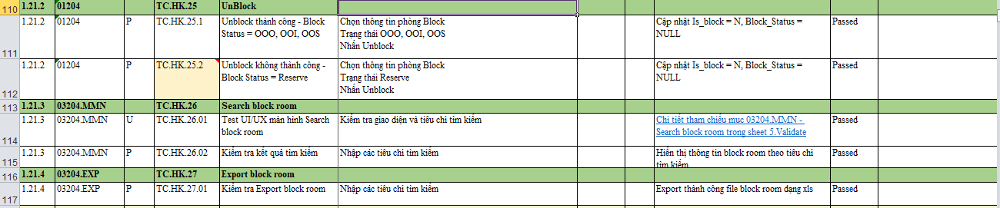 110 1.21.2 01204 TC.HK.25 UnBlock
1.21.2 01204 P TC.HK.25.1 Unblock thành công - Block Chọn thông tin phòng Block Cập nhật Is_block = N, Block_Status = Passed
Status = OOO, OOI, OOS Trạng thái OOO, OOI, OOS NULL
111 Nhấn Unblock
1.21.2 01204 P TC.HK.25.2 Unblock không thành công - Chọn thông tin phòng Block Cập nhật Is_block = N, Block_Status = Passed
Block Status = Reserve Trạng thái Reserve NULL
112 Nhấn Unblock
113 1.21.3 03204.MMN TC.HK.26 Search block room
1.21.3 03204.MMN U TC.HK.26.01 Test UI/UX màn hình Search Kiểm tra giao diện và tiêu chí tìm kiếm Chi tiết tham chiếu mục 03204.MMN - Passed
114 block room Search block room trong sheet 5.Validate
1.21.3 03204.MMN P TC.HK.26.02 Kiểm tra kết quả tìm kiếm Nhập các tiêu chí tìm kiếm Hiển thị thông tin block room theo tiêu chí Passed
115 tìm kiếm
116 1.21.4 03204.EXP TC.HK.27 Export block room
1.21.4 03204.EXP P TC.HK.27.01 Kiểm tra Export block room Nhập các tiêu chí tìm kiếm Export thành công file block room dạng xls Passed
117